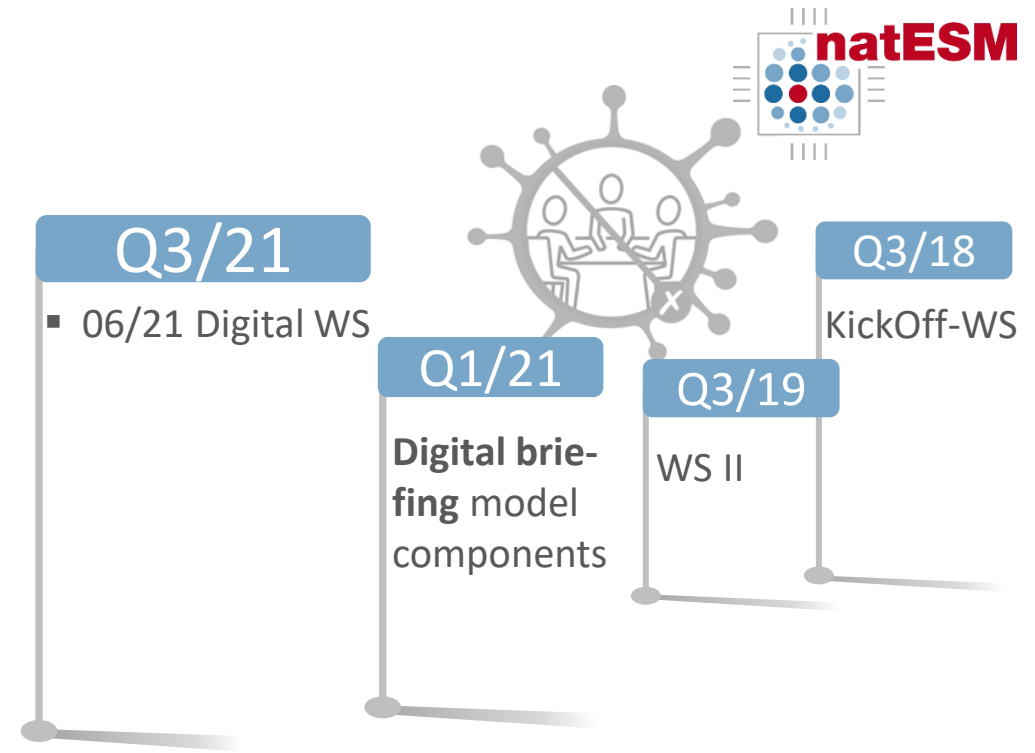 natESM
Q3/21
▪ 06/21 Digital WS
Q1/21
Digital brie-
fing model
components
Q3/19
WS II
Q3/18
KickOff-WS
x